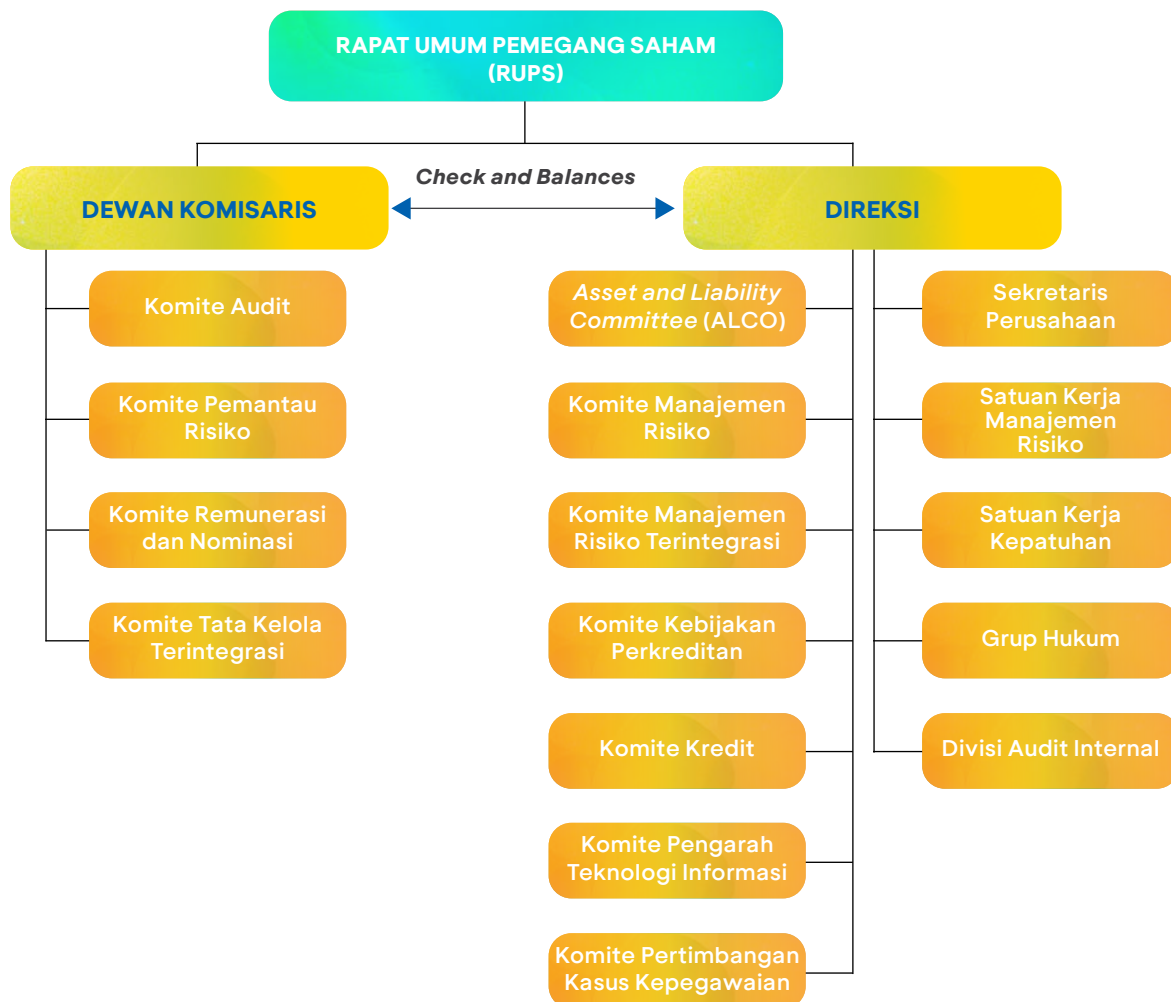 RAPAT UMUM PEMEGANG SAHAM
(RUPS)
Check and Balances
DEWAN KOMISARIS
DIREKSI
Komite Audit
Komite Pemantau
Risiko
Komite Remunerasi
dan Nominasi
Komite Tata Kelola
Terintegrasi
Asset and Liability
Committee (ALCO)
Komite Manajemen
Risiko
Komite Manajemen
Risiko Terintegrasi
Komite Kebijakan
Perkreditan
Komite Kredit
Komite Pengarah
Teknologi Informasi
Komite Pertimbangan
Kasus Kepegawaian
Sekretaris
Perusahaan
Satuan Kerja
Manajemen
Risiko
Satuan Kerja
Kepatuhan
Grup Hukum
Divisi Audit Internal